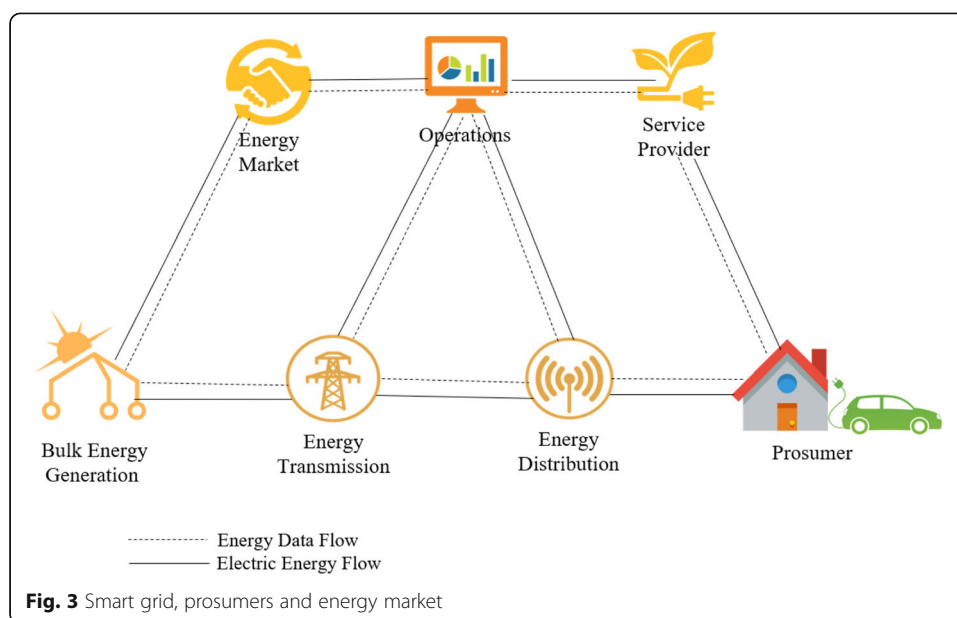 Energy
Market
Operations
Service
Provider
Bulk Energy
Generation
Energy
Transmission
Energy
Distribution
Prosumer
Energy Data Flow
Electric Energy Flow
Fig. 3 Smart grid, prosumers and energy market